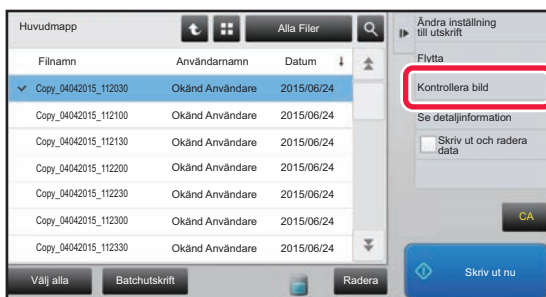 Huvudmapp
Alla Filer
Filnamn Användarnamn Datum
Copy_04042015_112030 Okänd Användare 2015/06/24
Copy_04042015_112100 Okänd Användare 2015/06/24
Copy_04042015_112130 Okänd Användare 2015/06/24
Copy_04042015_112200 Okänd Användare 2015/06/24
Copy_04042015_112230 Okänd Användare 2015/06/24
Copy_04042015_112300 Okänd Användare 2015/06/24
Copy_04042015_112330 Okänd Användare 2015/06/24
Välj alla
Batchutskrift
Radera
Ändra inställning
till utskrift
Flytta
Kontrollera bild
Se detaljinformation
Skriv ut och radera
data
CA
Skriv ut nu